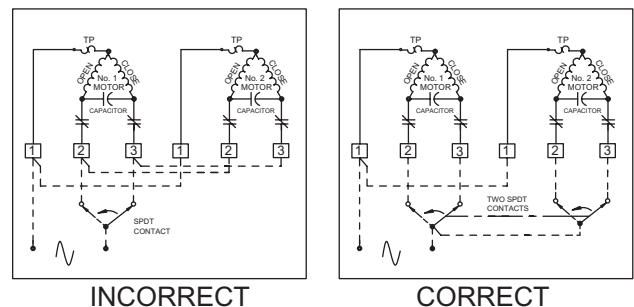 TP
OPEN
CLOSE
No. 1
MOTOR
CAPACITOR
1
2
3
TP
OPEN
CLOSE
No. 2
MOTOR
CAPACITOR
1
2
3
SPDT
CONTACT
INCORRECT
TP
OPEN
CLOSE
No. 1
MOTOR
CAPACITOR
1
2
3
TP
OPEN
CLOSE
No. 2
MOTOR
CAPACITOR
1
2
3
TWO SPDT
CONTACTS
CORRECT